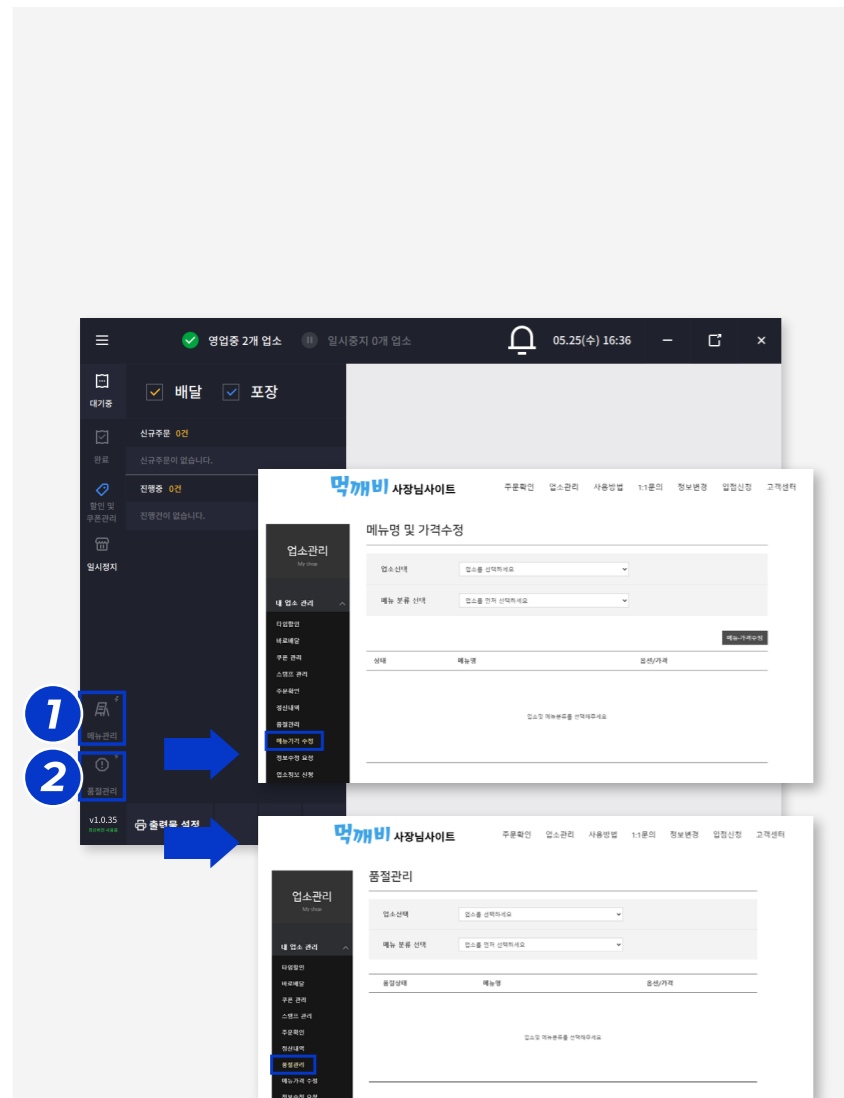 영업중 2개 업소 일시중지 0개 업소 05.25(수) 16:36
대기중
배달 포장
완료
신규주문 0건
신규주문이 없습니다.
할인 및
쿠폰관리
진행중 0건
진행건이 없습니다.
일시정지
1
메뉴관리
2
품절관리
v1.0.35
출력물 설정
먹깨비 사장님사이트 주문확인 업소관리 사용방법 1:1문의 정보변경 입점신청 고객센터
업소관리
My shop
내 업소 관리
타임할인
바로배달
쿠폰 관리
스탬프 관리
주문확인
정산내역
품절관리
메뉴가격 수정
정보수정 요청
업소정보 신청
메뉴명 및 가격수정
업소선택 업소를 선택하세요
메뉴 분류 선택 업소를 먼저 선택하세요
메뉴-가격수정
상태 메뉴명 옵션/가격
업소및 메뉴분류를 선택해주세요
먹깨비 사장님사이트 주문확인 업소관리 사용방법 1:1문의 정보변경 입점신청 고객센터
업소관리
My shop
내 업소 관리
타임할인
바로배달
쿠폰 관리
스탬프 관리
주문확인
정산내역
품절관리
메뉴가격 수정
정보수정 요청
품절관리
업소선택 업소를 선택하세요
메뉴 분류 선택 업소를 먼저 선택하세요
품절상태 메뉴명 옵션/가격
업소및 메뉴분류를 선택해주세요